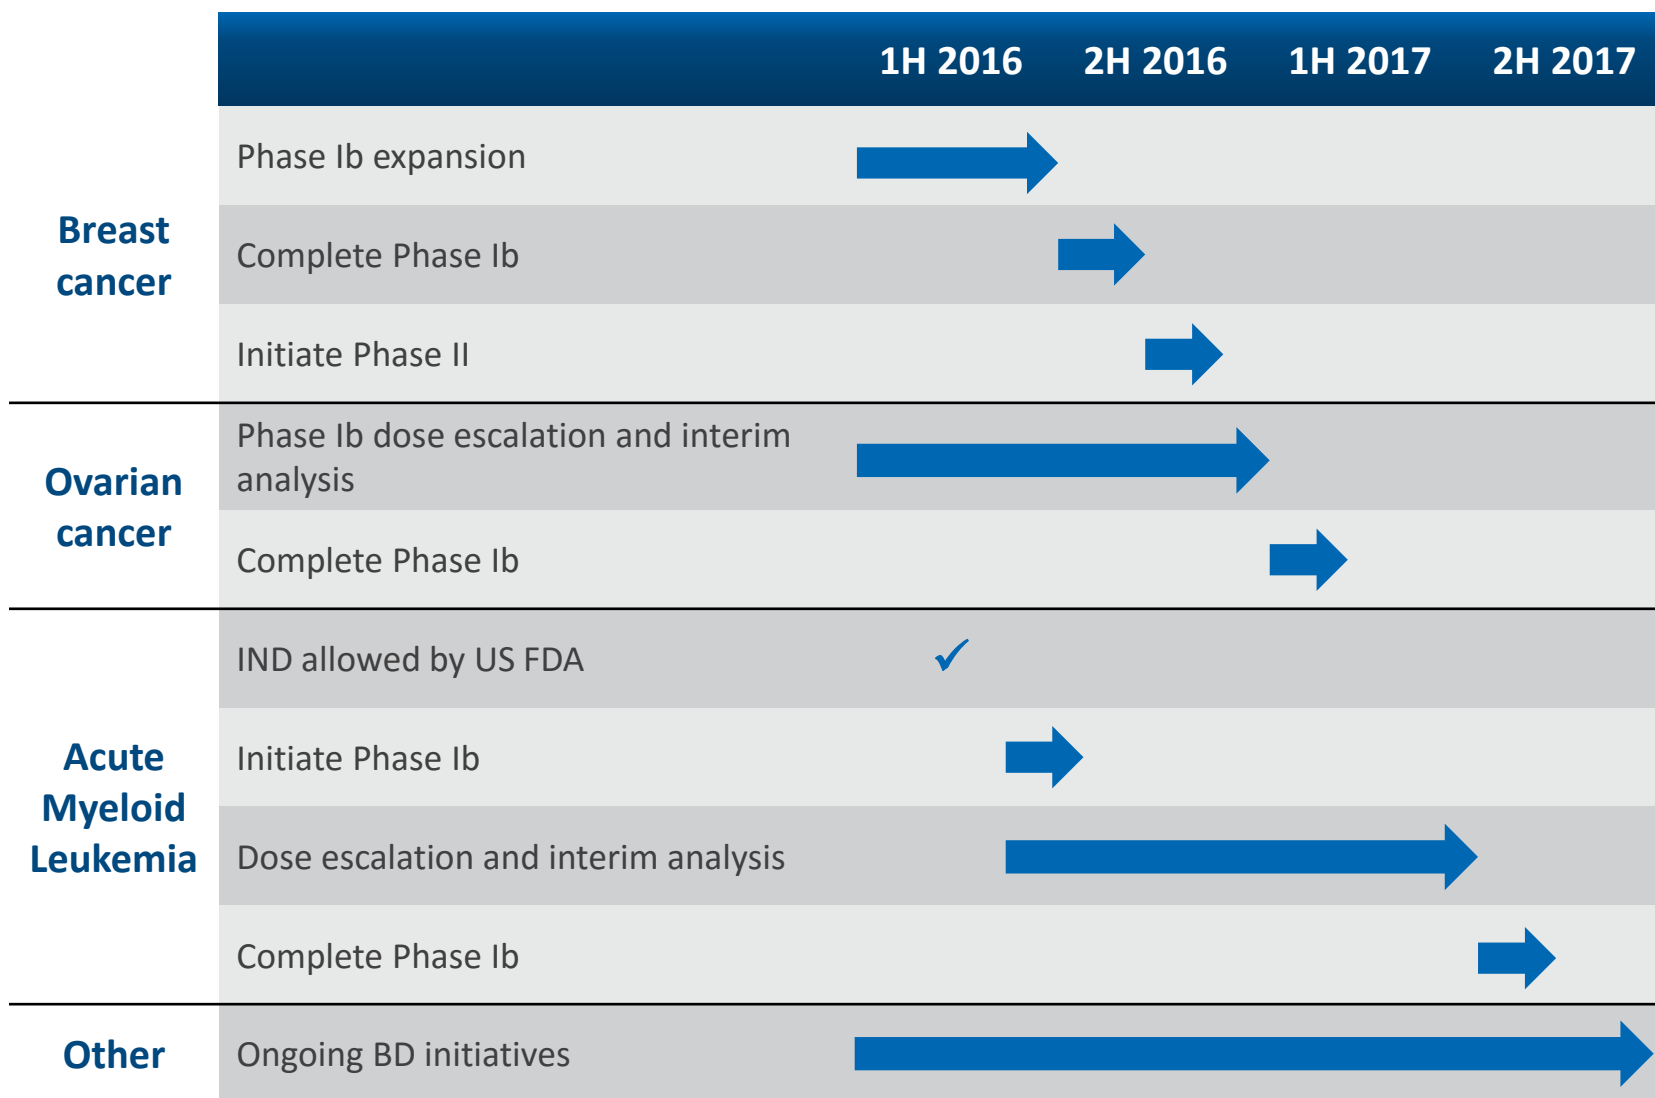 1H 2016 2H 2016 1H 2017 2H 2017
Breast
cancer
Phase Ib expansion
Complete Phase Ib
Initiate Phase II
Ovarian
cancer
Phase Ib dose escalation and interim
analysis
Complete Phase Ib
Acute
Myeloid
Leukemia
IND allowed by US FDA
Initiate Phase Ib
Dose escalation and interim analysis
Complete Phase Ib
Other
Ongoing BD initiatives